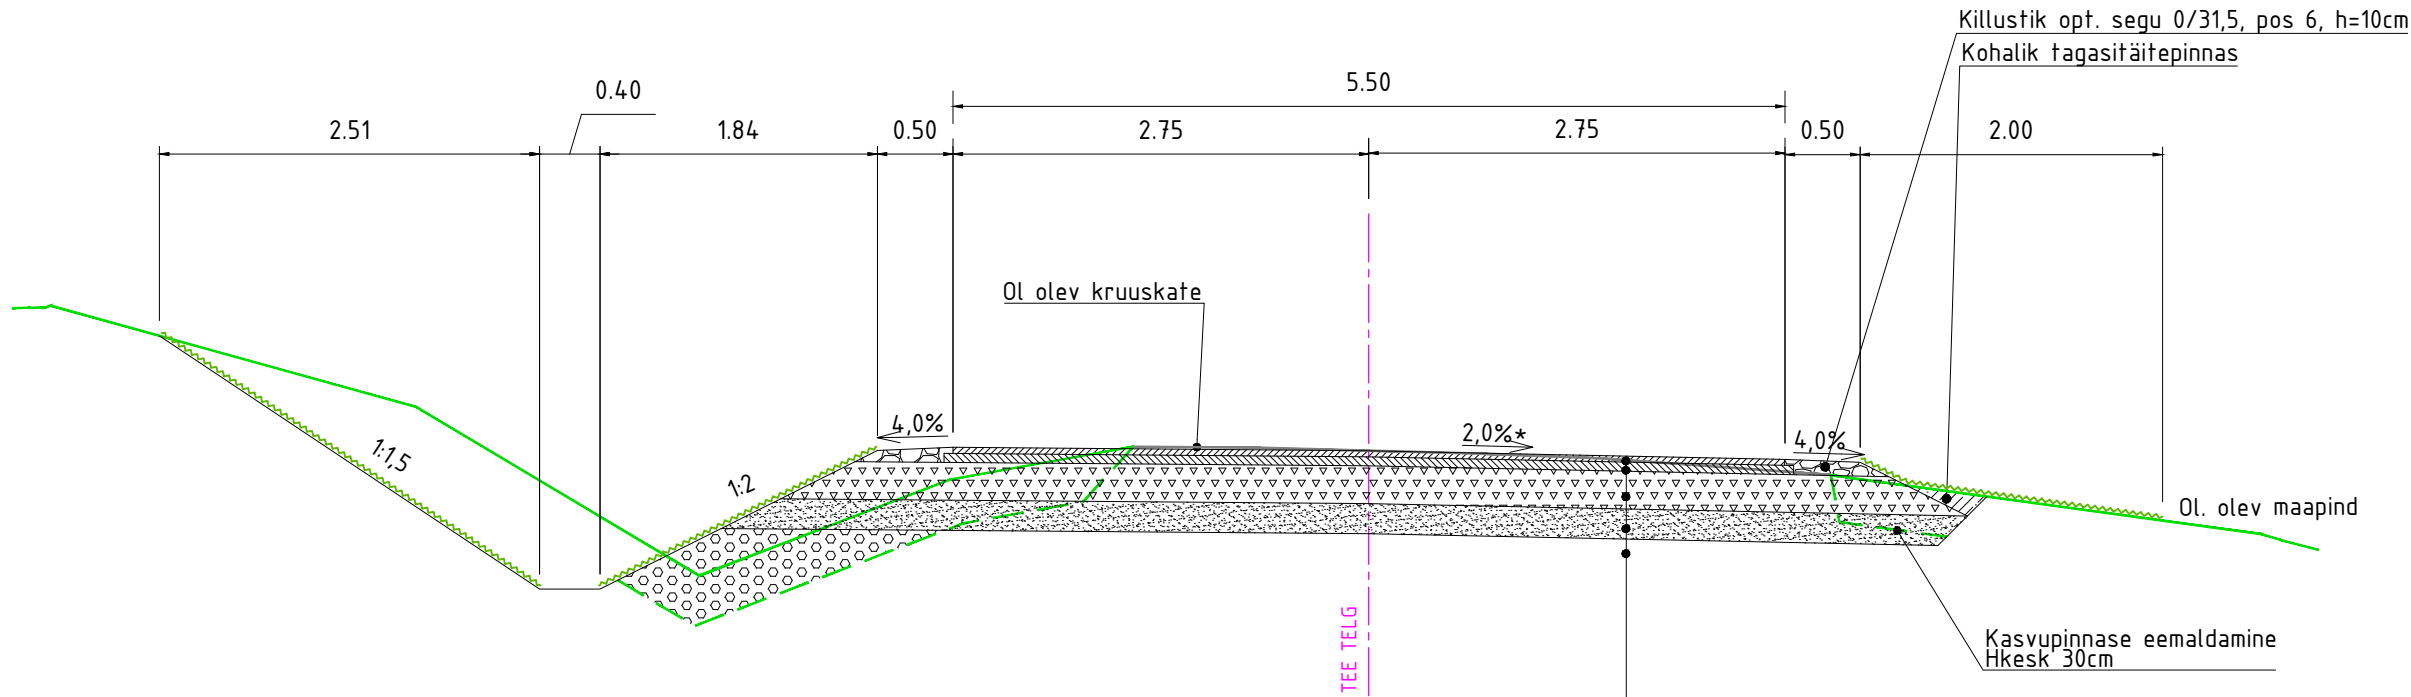 Killustik opt. segu 0/31,5, pos 6, h=10cm
Kohalik tagasitäitepinnas
5.50
0.40
2.51
1.84
0.50
2.75
2.75
0.50
2.00
Ol olev kruuskate
4,0%
2,0%*
4,0%
1:1,5
1:2
Ol. olev maapind
TEE TELG
Kasvupinnase eemaldamine
Hkesk 30cm